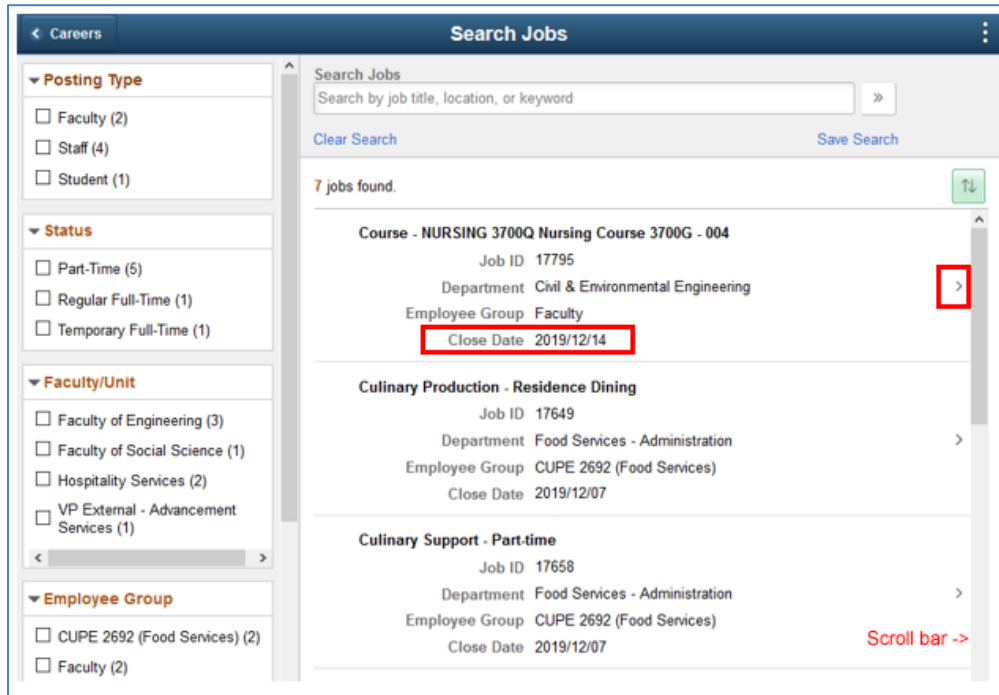 Careers
Search Jobs
Posting Type
Faculty (2)
Staff (4)
Student (1)
Status
Part-Time (5)
Regular Full-Time (1)
Temporary Full-Time (1)
Faculty/Unit
Faculty of Engineering (3)
Faculty of Social Science (1)
Hospitality Services (2)
VP External - Advancement
Services (1)
Employee Group
CUPE 2692 (Food Services) (2)
Faculty (2)
Search Jobs
Search by job title, location, or keyword
Clear Search Save Search
7 jobs found.
Course - NURSING 3700Q Nursing Course 3700G - 004
Job ID 17795
Department Civil & Environmental Engineering
Employee Group Faculty
Close Date 2019/12/14
Culinary Production - Residence Dining
Job ID 17649
Department Food Services - Administration
Employee Group CUPE 2692 (Food Services)
Close Date 2019/12/07
Culinary Support - Part-time
Job ID 17658
Department Food Services - Administration
Employee Group CUPE 2692 (Food Services)
Close Date 2019/12/07
Scroll bar ->